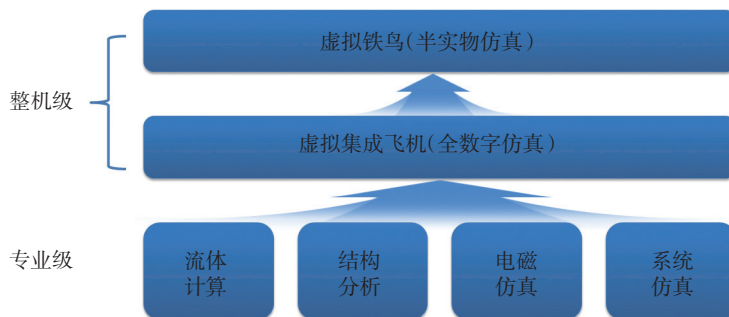 虚拟铁鸟(半实物仿真)
整机级
虚拟集成飞机(全数字仿真)
专业级
流体
计算
结构
分析
电磁
仿真
系统
仿真